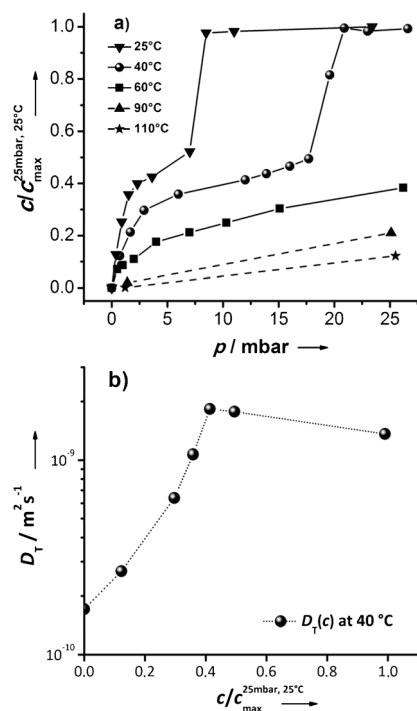 a)
1.0
0.8
0.6
0.4
0.2
0.0
c/c 25mbar, 25°C max
25°C
40°C
60°C
90°C
110°C
0 5 10 15 20 25
p / mbar
b)
10⁻⁹
10⁻¹⁰
D_T / m² s⁻¹
D_T(c) at 40 °C
0.0 0.2 0.4 0.6 0.8 1.0
c/c 25mbar, 25°C max